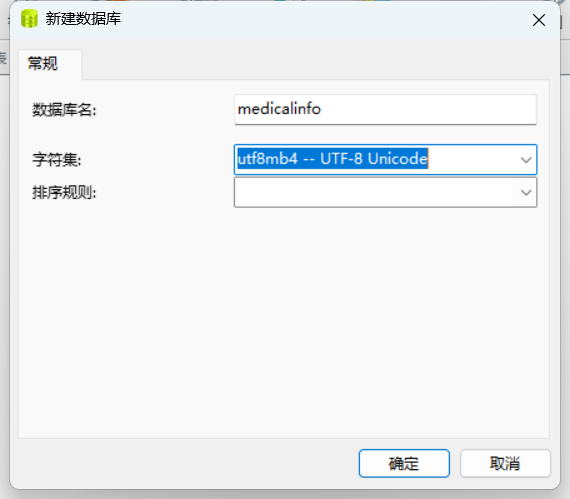 新建数据库
常规
数据库名:
medicalinfo
字符集:
utf8mb4 -- UTF-8 Unicode
排序规则:
确定
取消